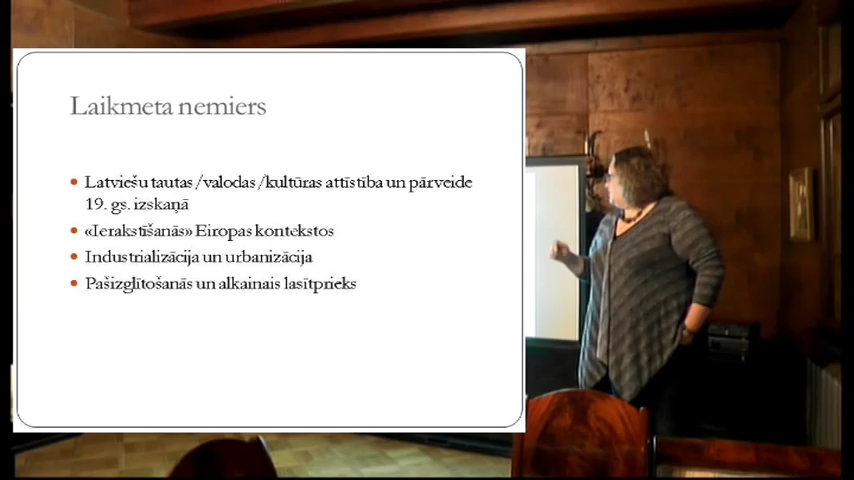 Laikmeta nemiers
Latviešu tautas/valodas/kultūras attīstība un pārveide
19. gs. izskaņā
«Ierakstīšanās» Eiropas kontekstos
Industrializācija un urbanizācija
Pašizglītošanās un alkainais lasītprieks